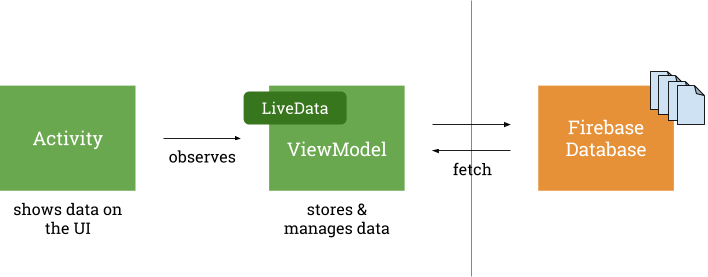 Activity
shows data on
the UI
observes
LiveData
ViewModel
stores &
manages data
fetch
Firebase
Database